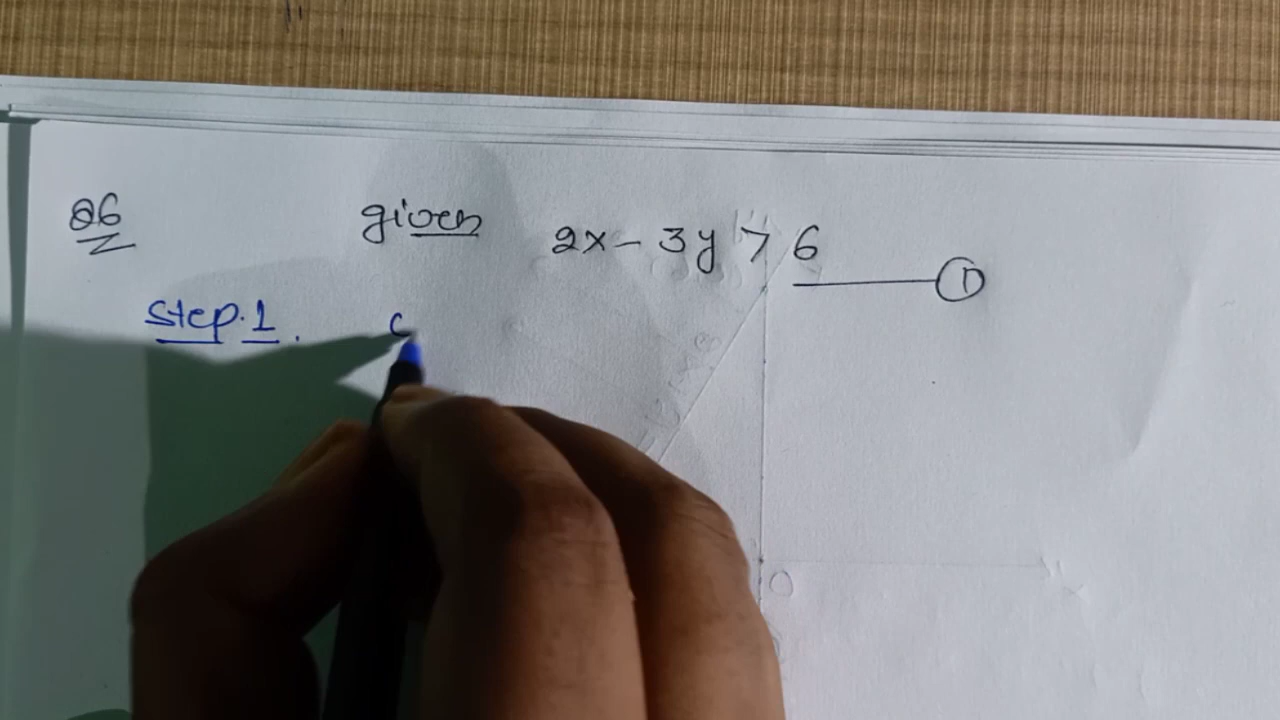 Q6 given 2x - 3y > 6 ——— ①
Step.1. c